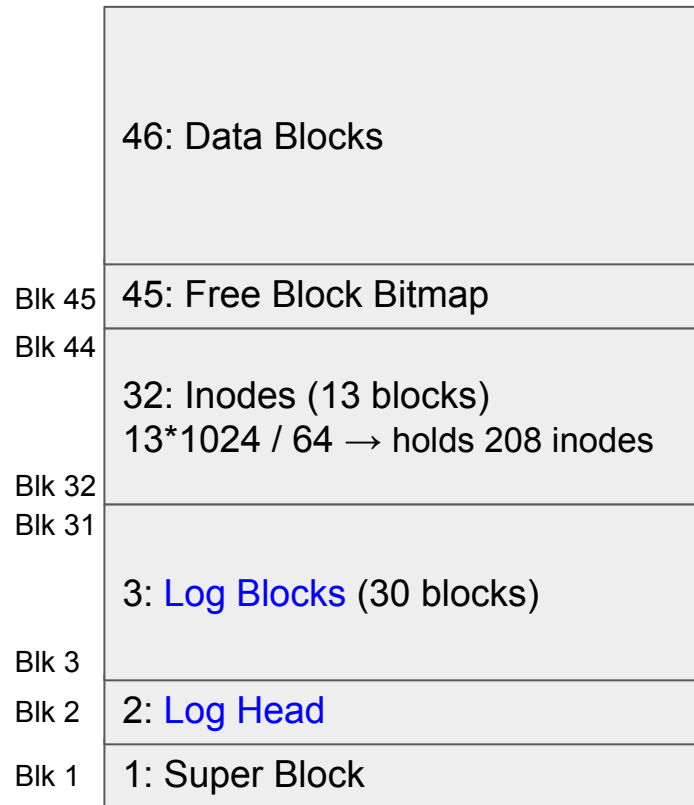 46: Data Blocks
Blk 45
45: Free Block Bitmap
Blk 44
32: Inodes (13 blocks)
13*1024 / 64 → holds 208 inodes
Blk 32
Blk 31
3: Log Blocks (30 blocks)
Blk 3
Blk 2
2: Log Head
Blk 1
1: Super Block